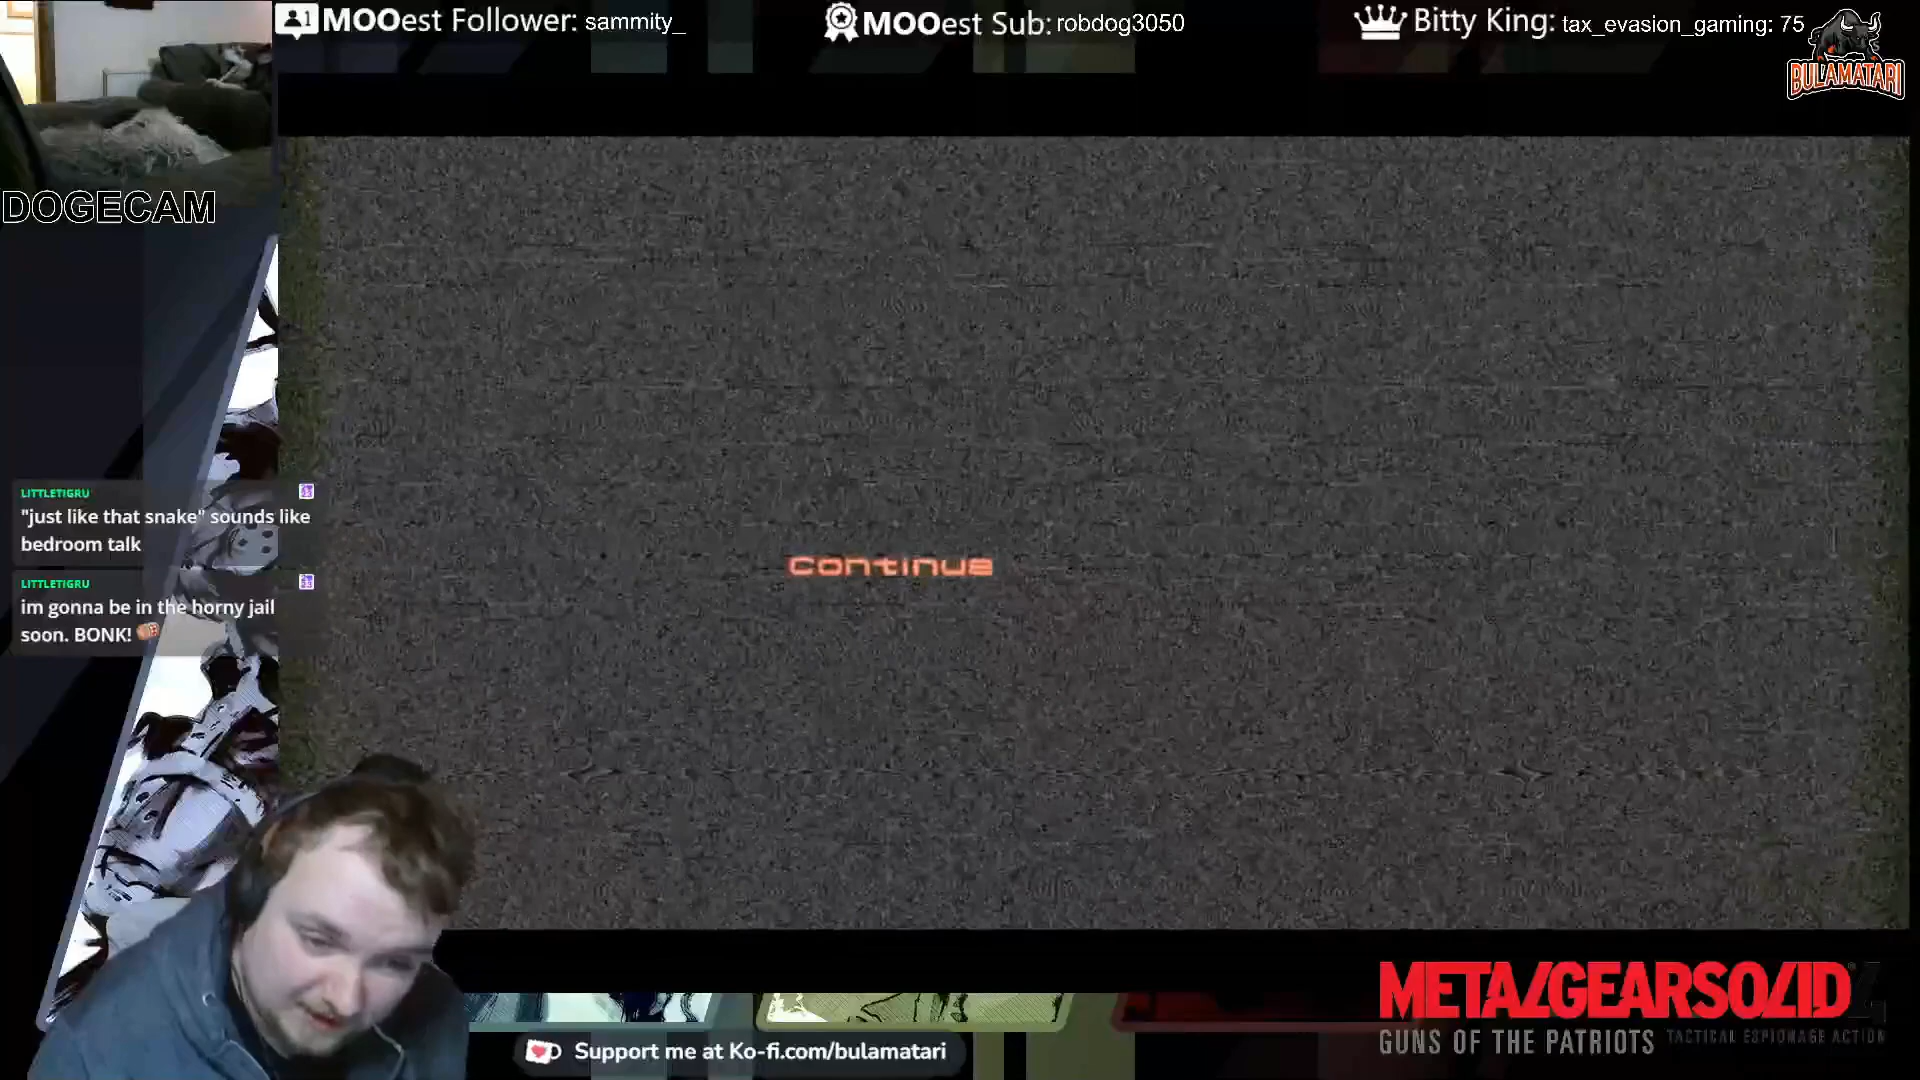 MOOest Follower: sammity_
MOOest Sub: robdog3050
Bitty King: tax_evasion_gaming: 75
BULAMATARI
DOGECAM
LITTLETIGRU
"just like that snake" sounds like
bedroom talk
LITTLETIGRU
im gonna be in the horny jail
soon. BONK!
Continue
METAL GEAR SOLID 4
GUNS OF THE PATRIOTS TACTICAL ESPIONAGE ACTION
Support me at Ko-fi.com/bulamatari